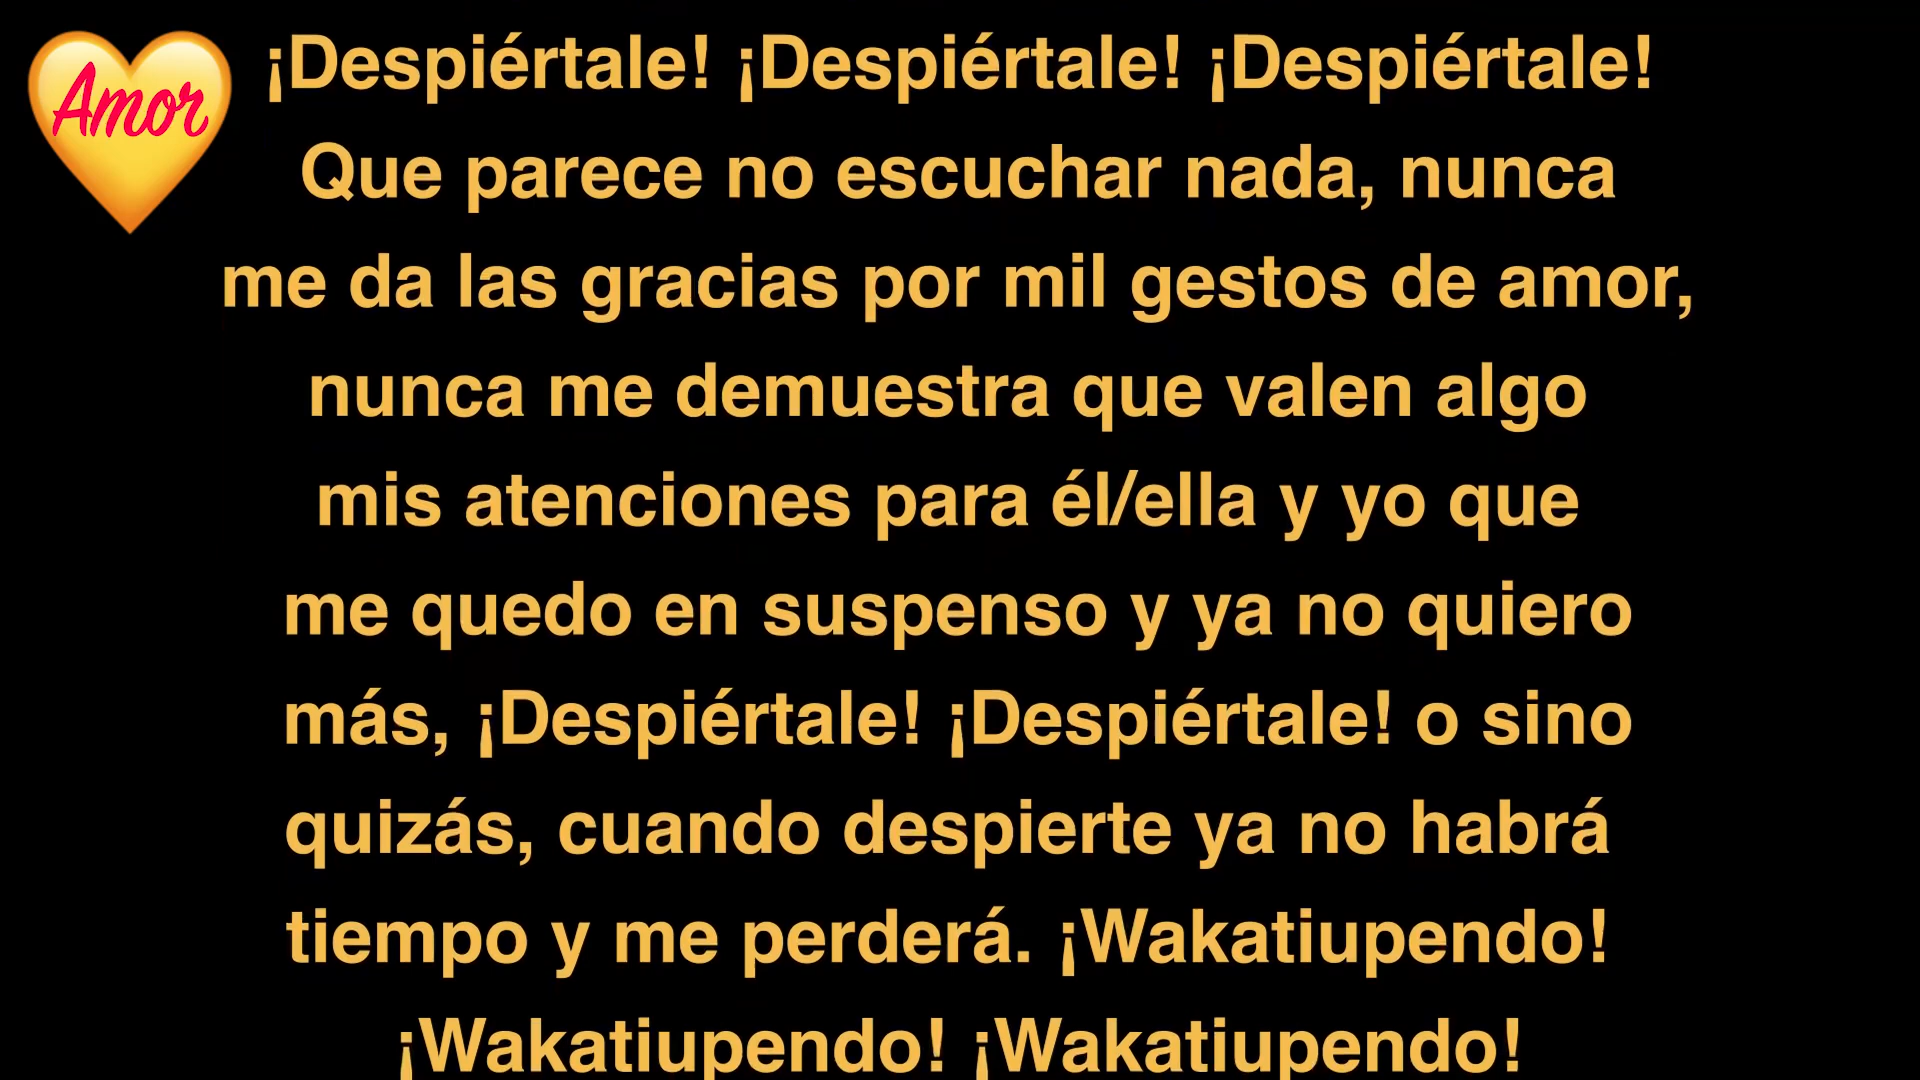 Amor
¡Despiértale! ¡Despiértale! ¡Despiértale!
Que parece no escuchar nada, nunca
me da las gracias por mil gestos de amor,
nunca me demuestra que valen algo
mis atenciones para él/ella y yo que
me quedo en suspenso y ya no quiero
más, ¡Despiértale! ¡Despiértale! o sino
quizás, cuando despierte ya no habrá
tiempo y me perderá. ¡Wakatiupendo!
¡Wakatiupendo! ¡Wakatiupendo!